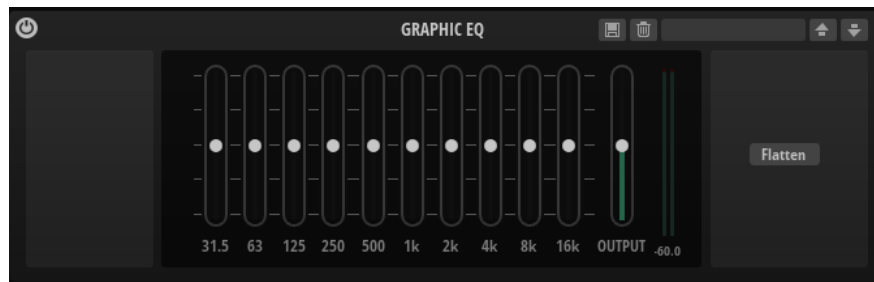 GRAPHIC EQ
Flatten
31.5 63 125 250 500 1k 2k 4k 8k 16k OUTPUT -60.0